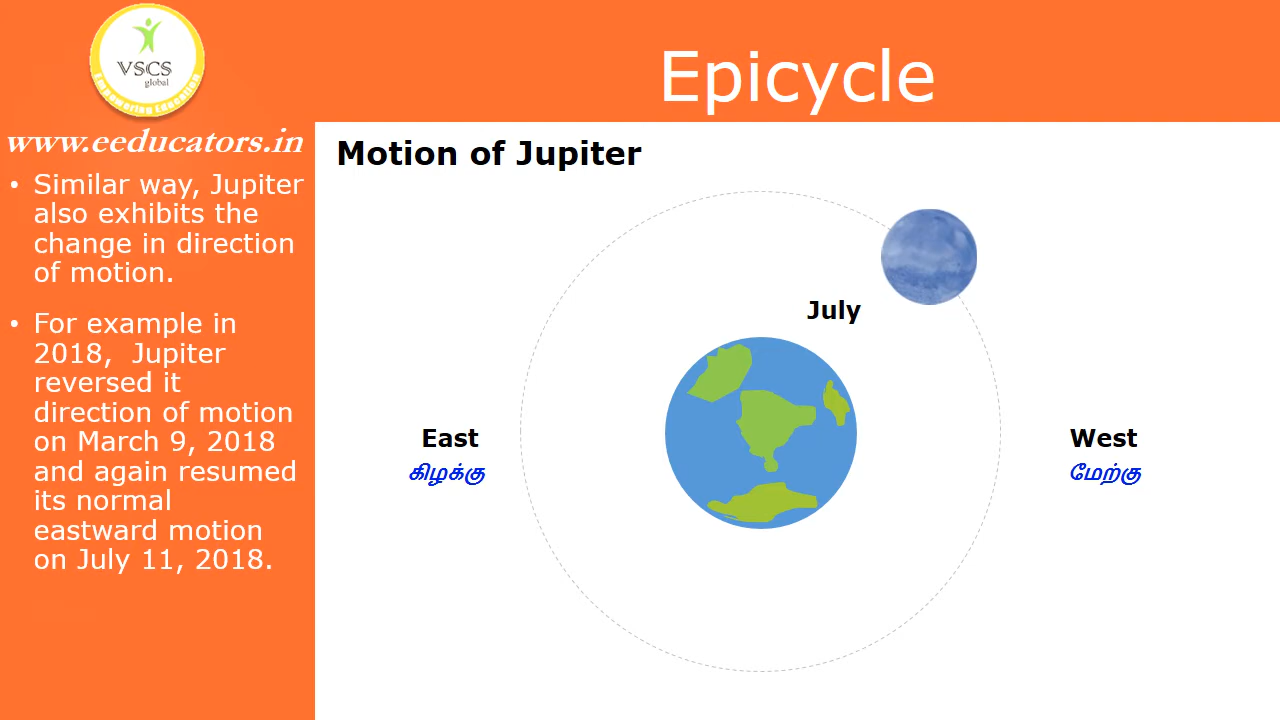 VSCS
global
Empowering Education
www.eeducators.in
Epicycle
Motion of Jupiter
• Similar way, Jupiter
also exhibits the
change in direction
of motion.
• For example in
2018, Jupiter
reversed it
direction of motion
on March 9, 2018
and again resumed
its normal
eastward motion
on July 11, 2018.
July
East
கிழக்கு
West
மேற்கு